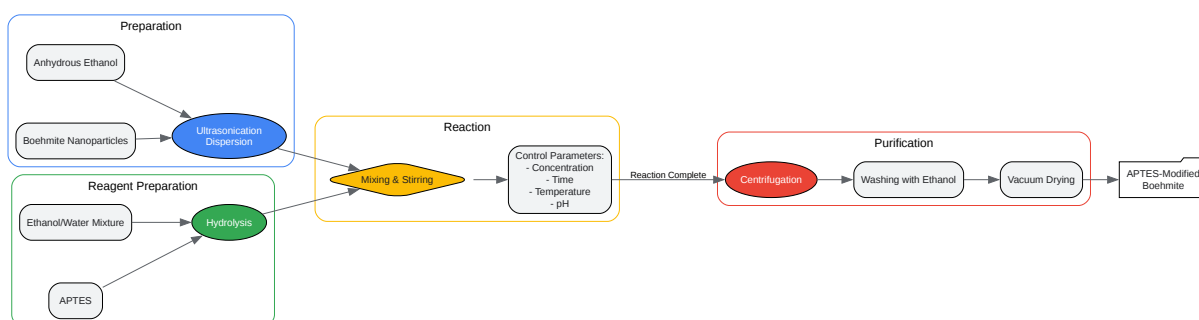 Preparation
Anhydrous Ethanol
Boehmite Nanoparticles
Ultrasonication
Dispersion
Reagent Preparation
Ethanol/Water Mixture
Hydrolysis
APTES
Reaction
Mixing & Stirring
Control Parameters:
- Concentration
- Time
- Temperature
- pH
Reaction Complete
Purification
Centrifugation
Washing with Ethanol
Vacuum Drying
APTES-Modified
Boehmite